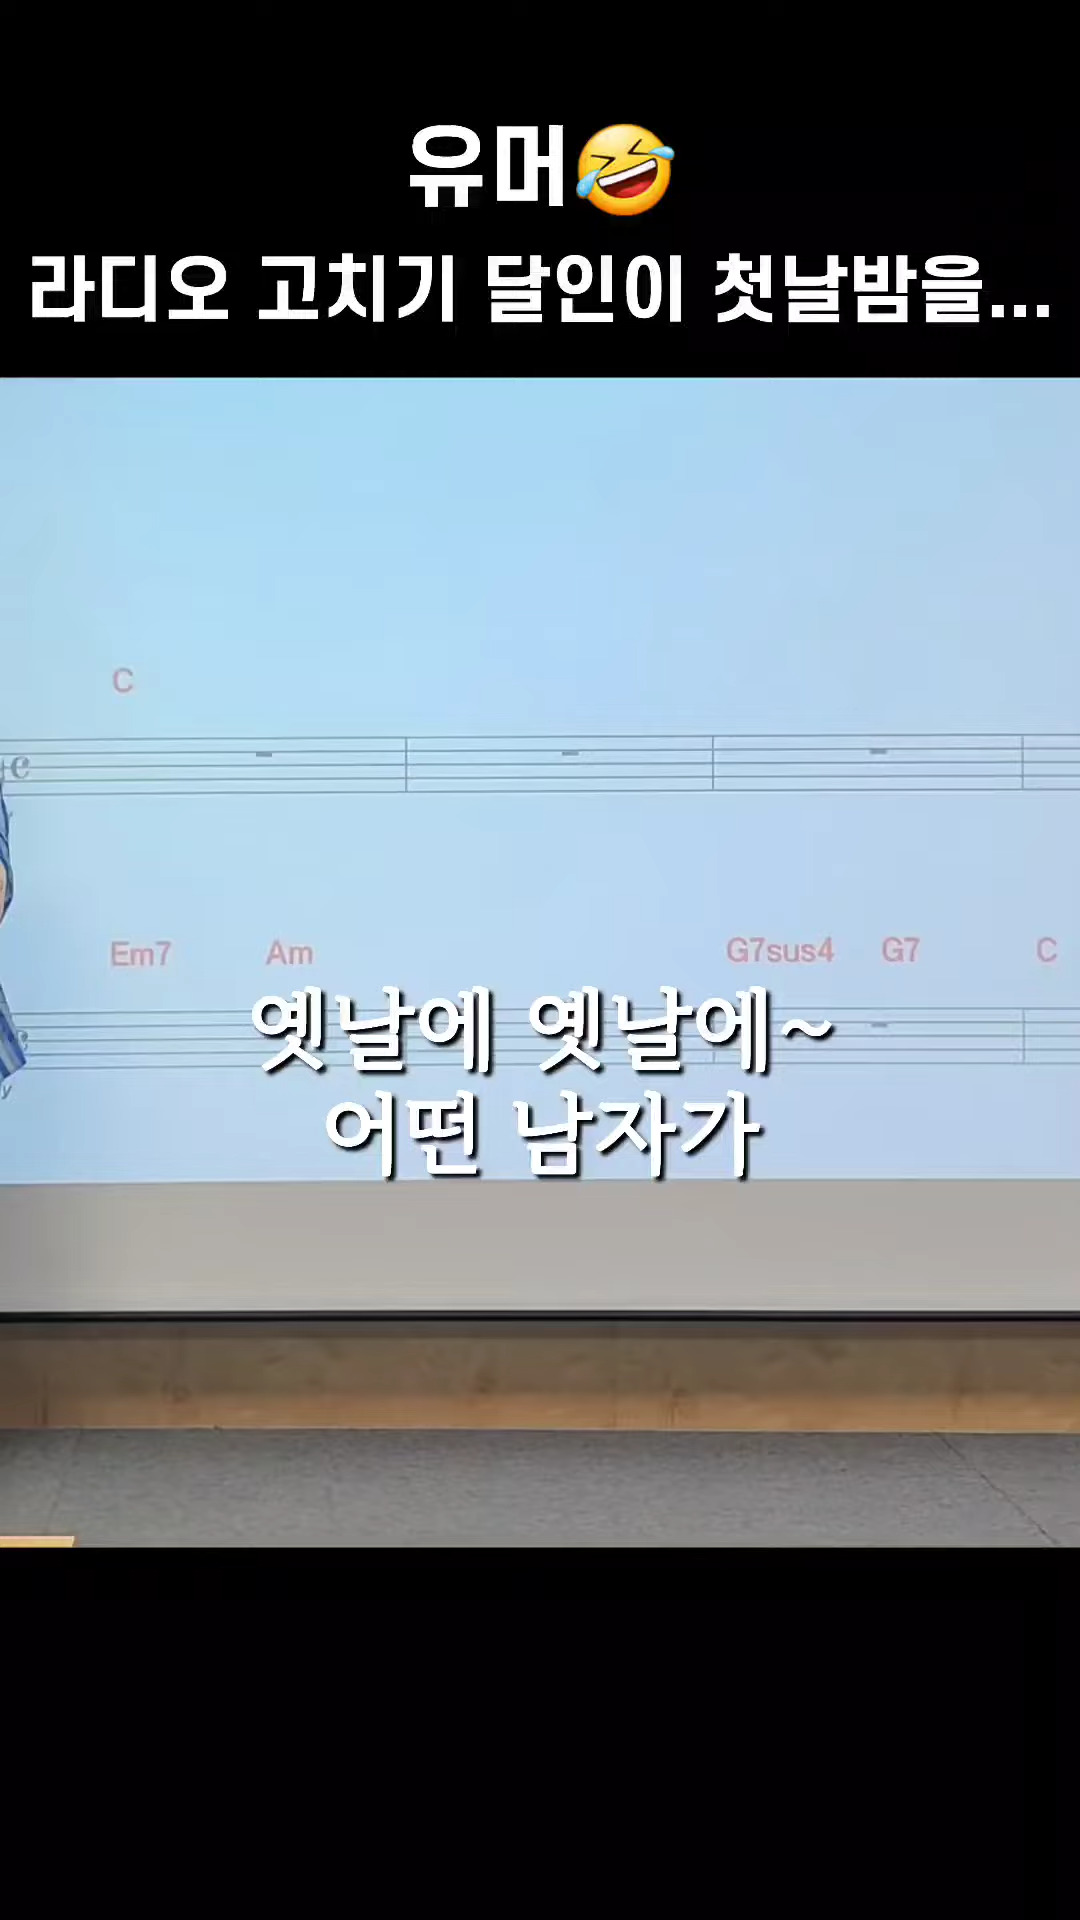 유머🤣
라디오 고치기 달인이 첫날밤을...
C
Em7 Am G7sus4 G7 C
옛날에 옛날에~
어떤 남자가